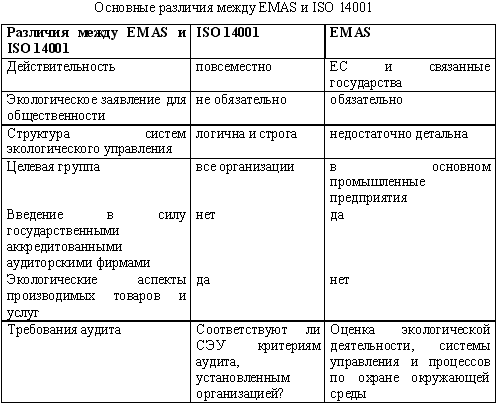 Основные различия между EMAS и ISO 14001
Различия между EMAS и ISO 14001 EMAS
ISO 14001
Действительность повсеместно ЕС и связанные
государства
Экологическое заявление для не обязательно обязательно
общественности
Структура систем логична и строга недостаточно детальна
экологического управления
Целевая группа все организации в основном
промышленные
предприятия
Введение в силу нет да
государственными
аккредитованными
аудиторскими фирмами
Экологические аспекты да нет
производимых товаров и
услуг
Требования аудита Соответствуют ли Оценка экологической
СЭУ критериям деятельности, системы
аудита, управления и процессов
установленным по охране окружающей
организацией? среды